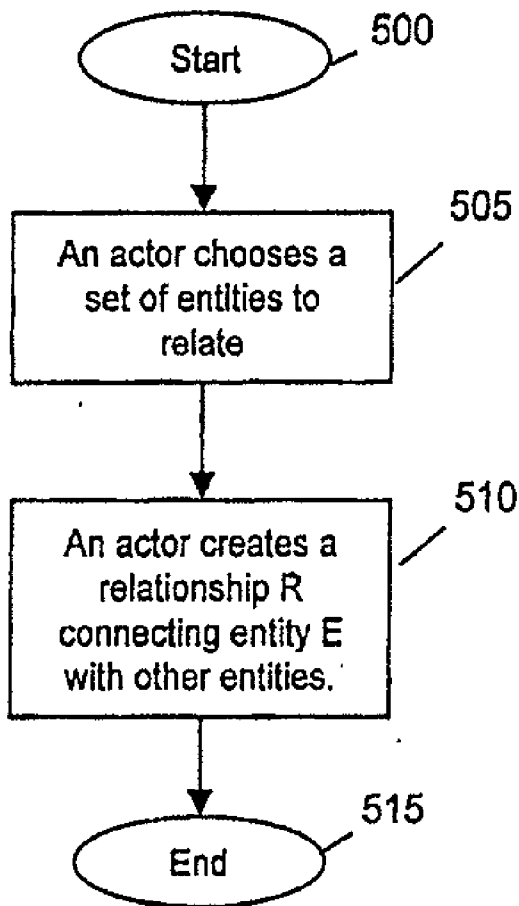 500
Start
505
An actor chooses a
set of entities to
relate
510
An actor creates a
relationship R
connecting entity E
with other entities.
515
End